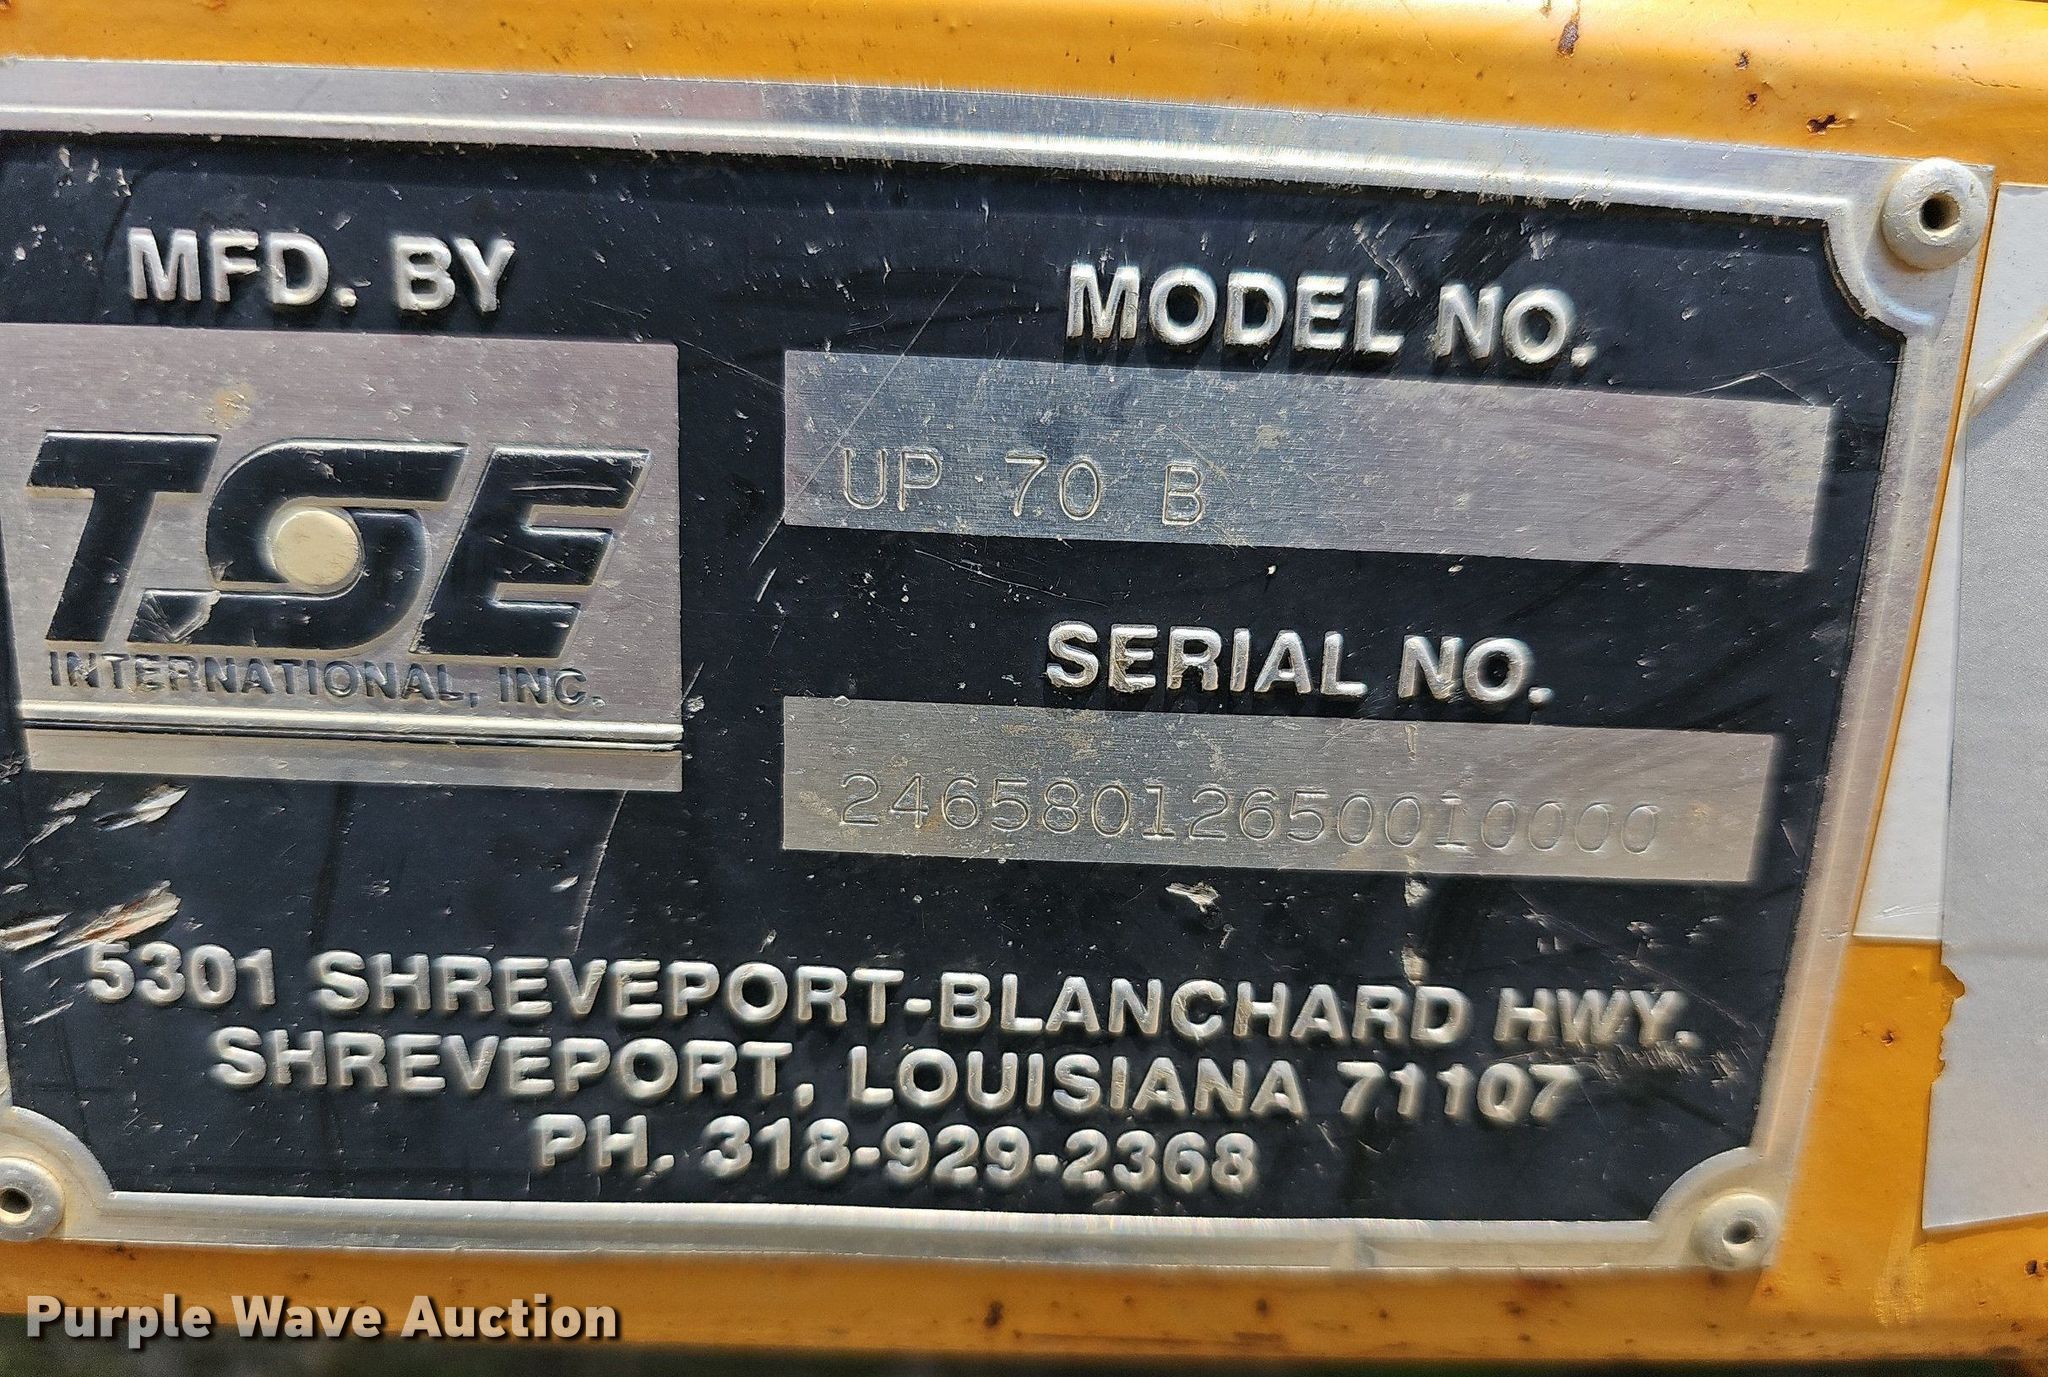 MFD. BY
TSE
INTERNATIONAL, INC.
MODEL NO.
UP 70 B
SERIAL NO.
24658012650010000
5301 SHREVEPORT-BLANCHARD HWY.
SHREVEPORT, LOUISIANA 71107
PH. 318-929-2368
Purple Wave Auction